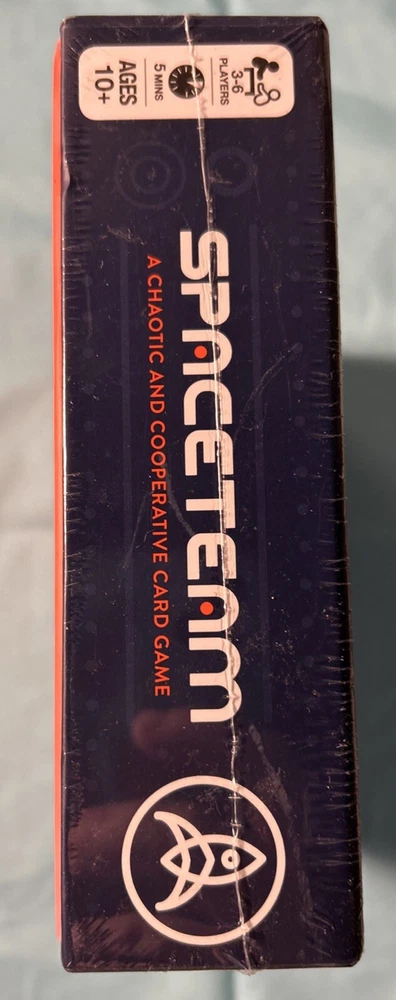 3-6
PLAYERS
5 MINS
AGES
10+
SPACETEAM
A CHAOTIC AND COOPERATIVE CARD GAME